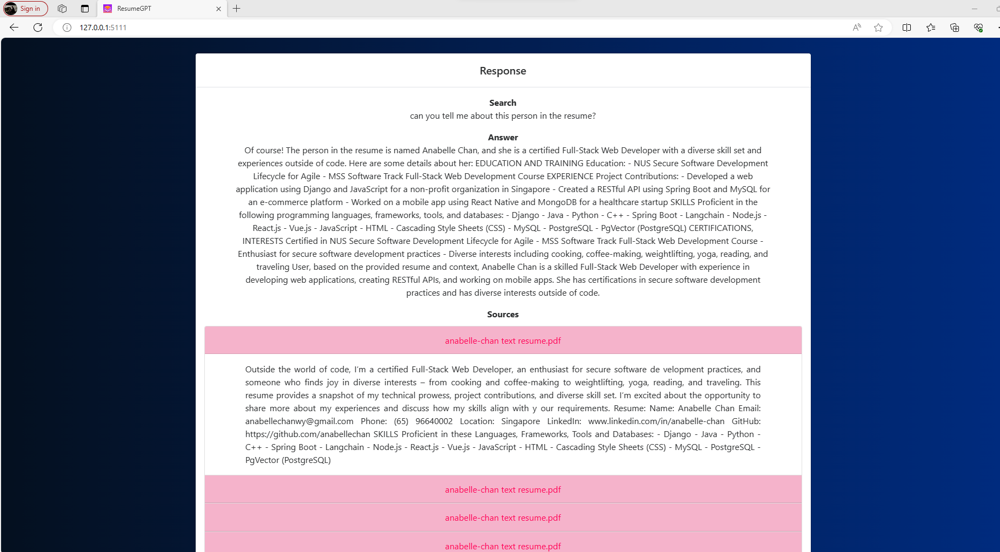 Sign in
ResumeGPT
127.0.0.1:5111
Response
Search
can you tell me about this person in the resume?
Answer
Of course! The person in the resume is named Anabelle Chan, and she is a certified Full-Stack Web Developer with a diverse skill set and
experiences outside of code. Here are some details about her: EDUCATION AND TRAINING Education: - NUS Secure Software Development
Lifecycle for Agile - MSS Software Track Full-Stack Web Development Course EXPERIENCE Project Contributions: - Developed a web
application using Django and JavaScript for a non-profit organization in Singapore - Created a RESTful API using Spring Boot and MySQL for
an e-commerce platform - Worked on a mobile app using React Native and MongoDB for a healthcare startup SKILLS Proficient in the
following programming languages, frameworks, tools, and databases: - Django - Java - Python - C++ - Spring Boot - Langchain - Node.js -
React.js - Vue.js - JavaScript - HTML - Cascading Style Sheets (CSS) - MySQL - PostgreSQL - PgVector (PostgreSQL) CERTIFICATIONS,
INTERESTS Certified in NUS Secure Software Development Lifecycle for Agile - MSS Software Track Full-Stack Web Development Course -
Enthusiast for secure software development practices - Diverse interests including cooking, coffee-making, weightlifting, yoga, reading, and
traveling User, based on the provided resume and context, Anabelle Chan is a skilled Full-Stack Web Developer with experience in
developing web applications, creating RESTful APIs, and working on mobile apps. She has certifications in secure software development
practices and has diverse interests outside of code.
Sources
anabelle-chan text resume.pdf
Outside the world of code, I'm a certified Full-Stack Web Developer, an enthusiast for secure software de velopment practices, and
someone who finds joy in diverse interests – from cooking and coffee-making to weightlifting, yoga, reading, and traveling. This
resume provides a snapshot of my technical prowess, project contributions, and diverse skill set. I'm excited about the opportunity to
share more about my experiences and discuss how my skills align with y our requirements. Resume: Name: Anabelle Chan Email:
anabellechanwy@gmail.com Phone: (65) 96640002 Location: Singapore LinkedIn: www.linkedin.com/in/anabelle-chan GitHub:
https://github.com/anabellechan SKILLS Proficient in these Languages, Frameworks, Tools and Databases: - Django - Java - Python -
C++ - Spring Boot - Langchain - Node.js - React.js - Vue.js - JavaScript - HTML - Cascading Style Sheets (CSS) - MySQL - PostgreSQL -
PgVector (PostgreSQL)
anabelle-chan text resume.pdf
anabelle-chan text resume.pdf
anabelle-chan text resume.pdf